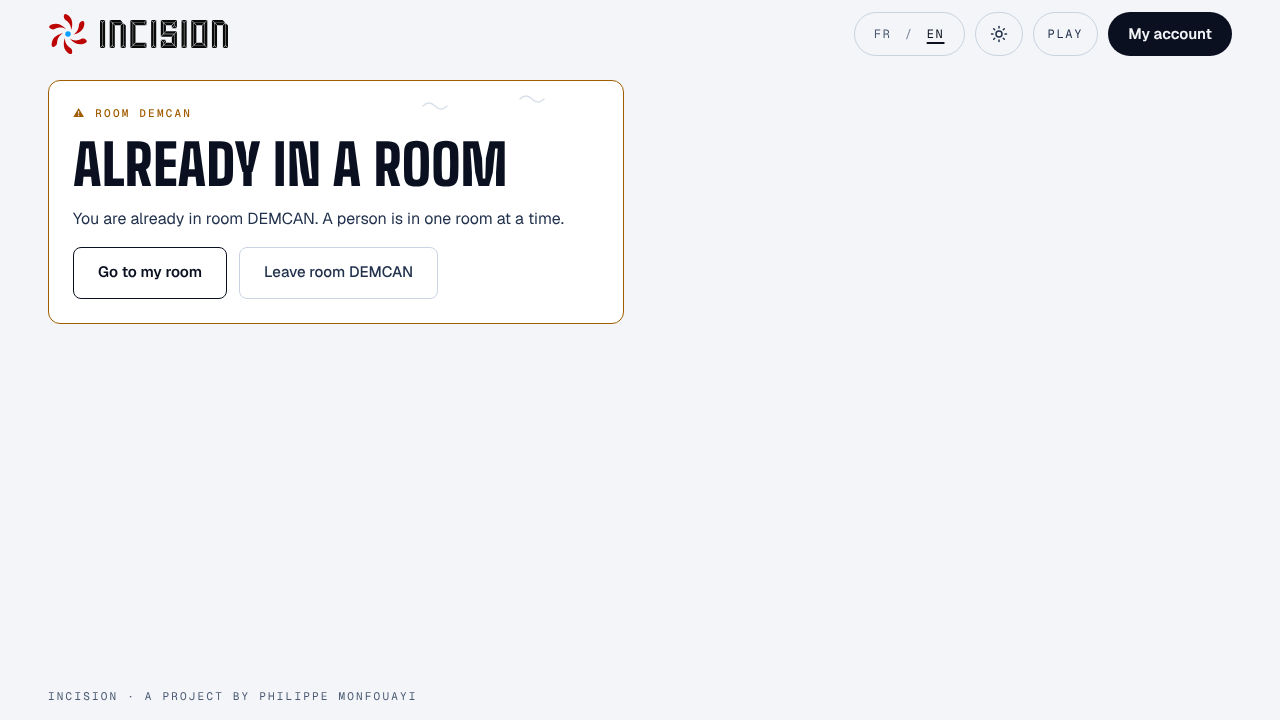 INCISION
FR / EN
PLAY
My account
ROOM DEMCAN
ALREADY IN A ROOM
You are already in room DEMCAN. A person is in one room at a time.
Go to my room
Leave room DEMCAN
INCISION · A PROJECT BY PHILIPPE MONFOUAYI